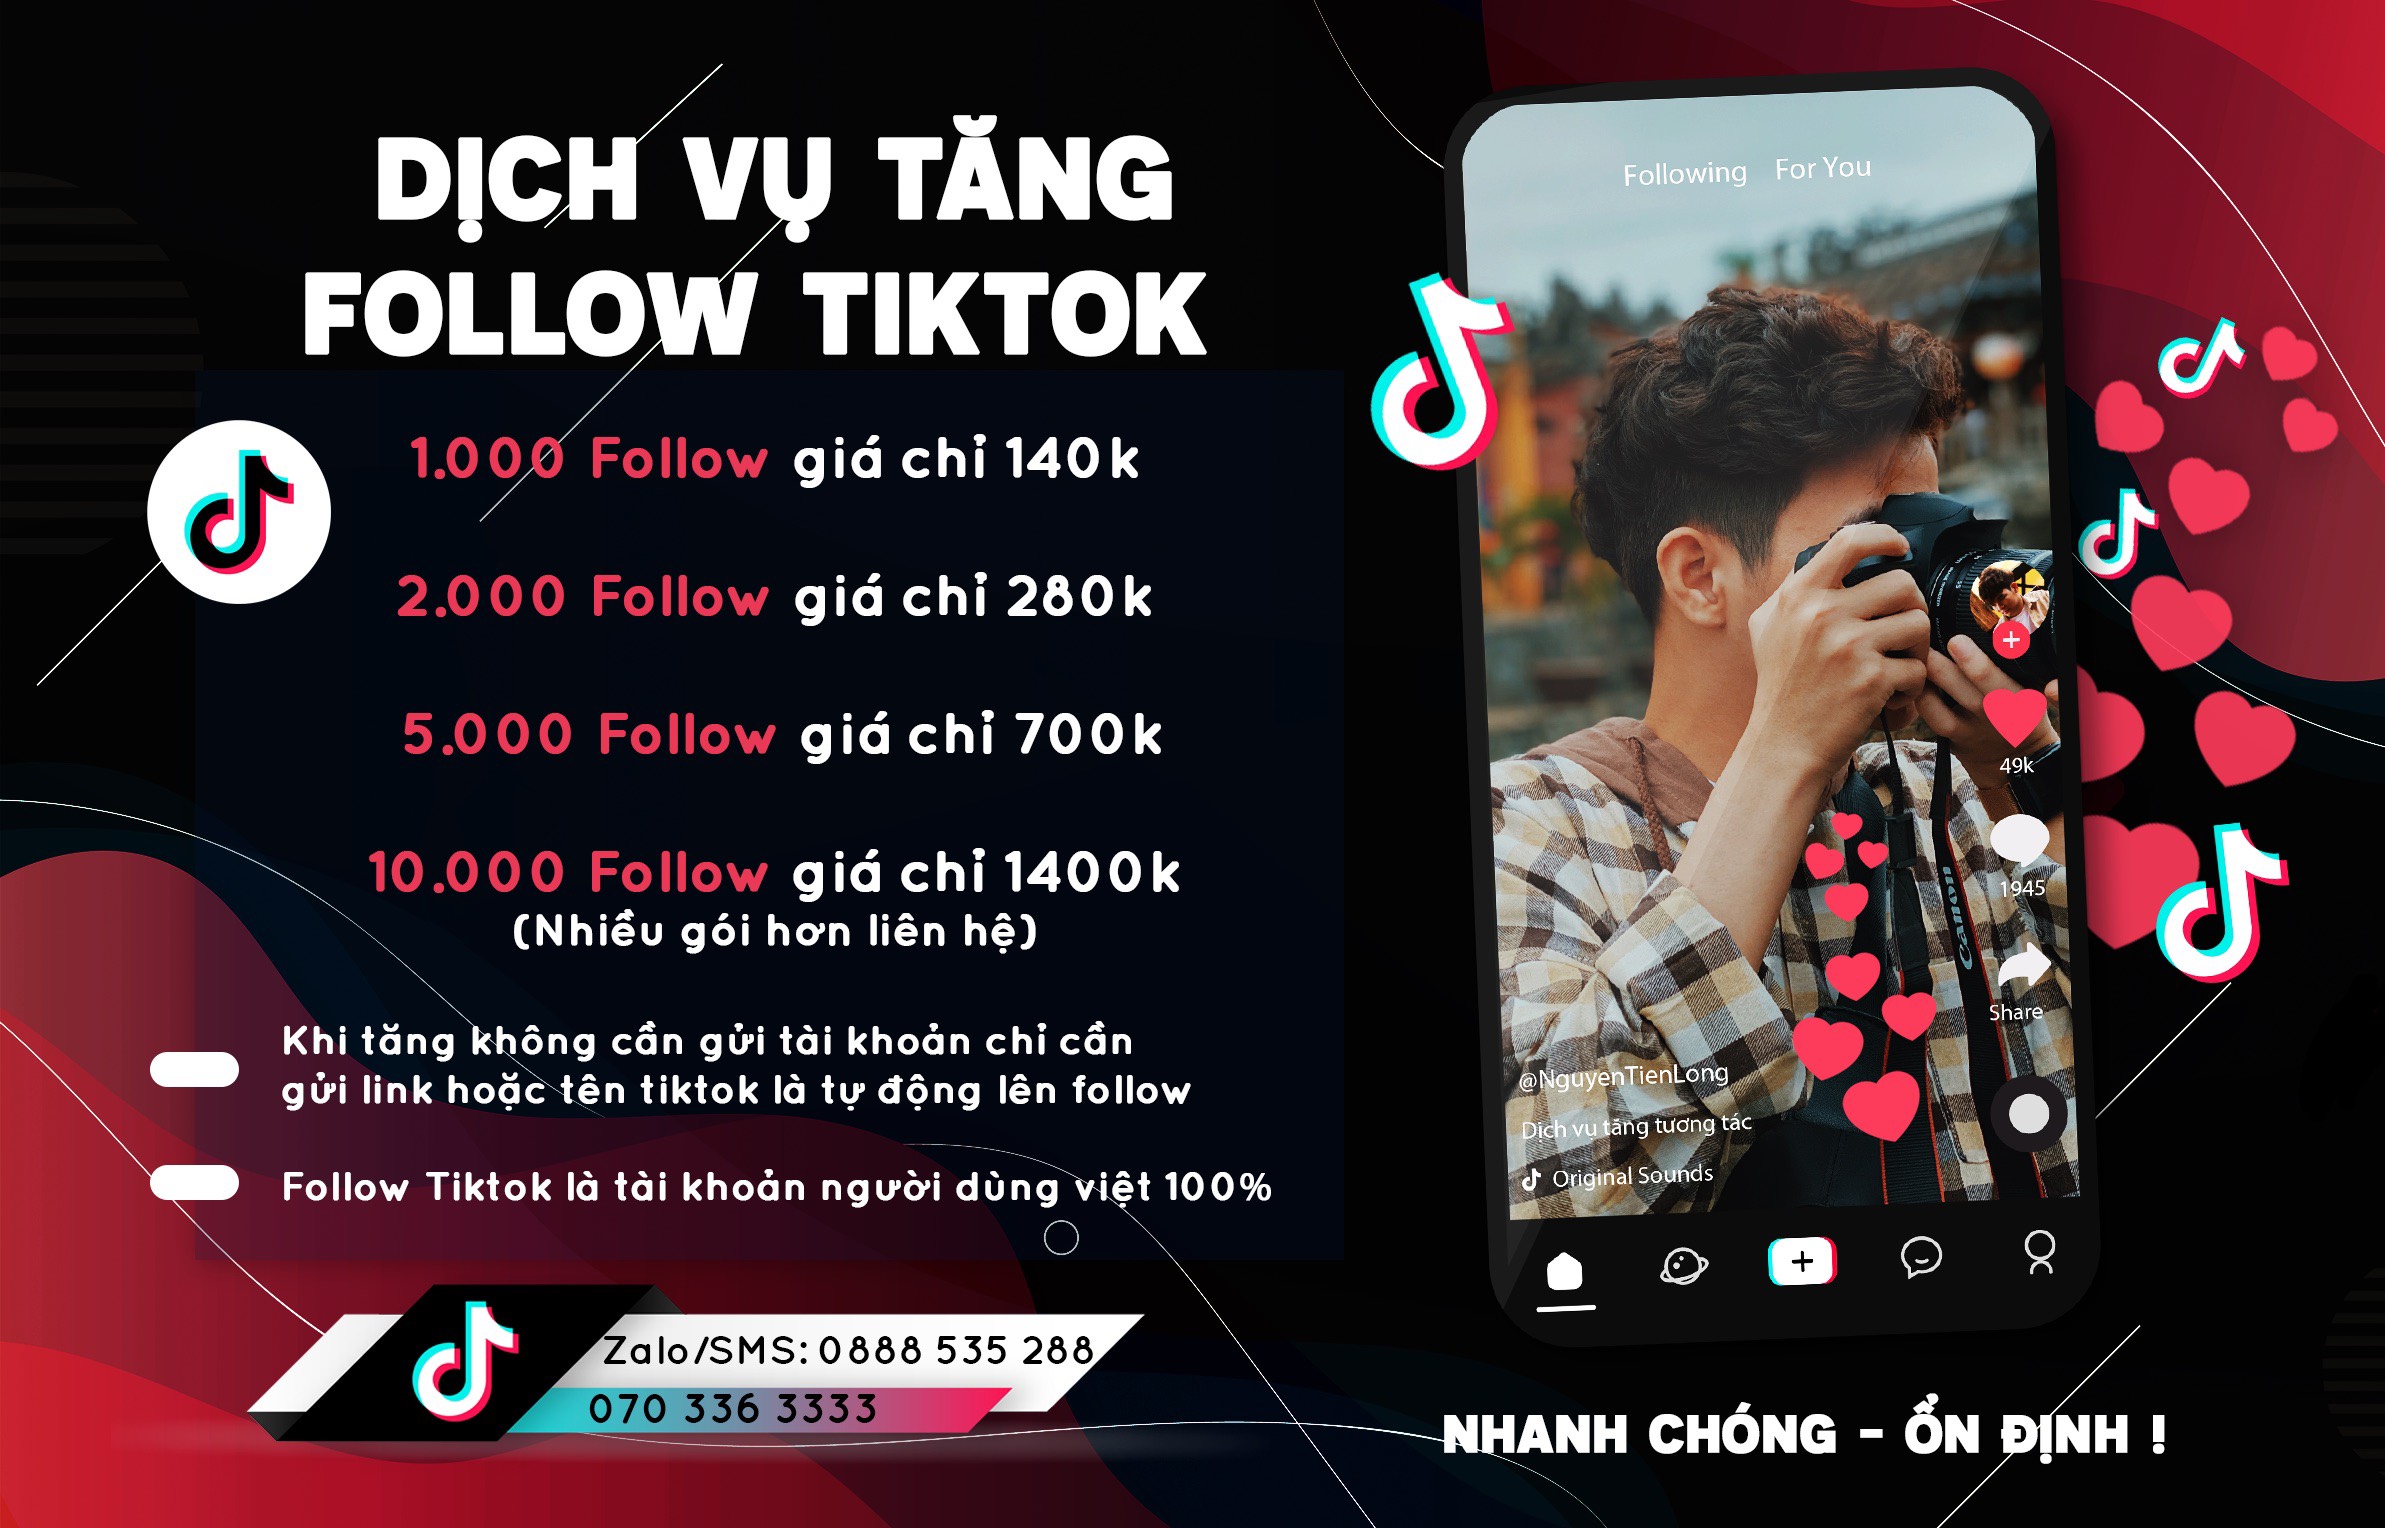 DỊCH VỤ TĂNG
FOLLOW TIKTOK
1.000 Follow giá chỉ 140k
2.000 Follow giá chỉ 280k
5.000 Follow giá chỉ 700k
10.000 Follow giá chỉ 1400k
(Nhiều gói hơn liên hệ)
Khi tăng không cần gửi tài khoản chỉ cần
gửi link hoặc tên tiktok là tự động lên follow
Follow Tiktok là tài khoản người dùng việt 100%
Zalo/SMS: 0888 535 288
070 336 3333
Following For You
49k
1945
Canon
Share
@NguyenTienLong
Dịch vụ tăng tương tác
Original Sounds
NHANH CHÓNG - ỔN ĐỊNH !